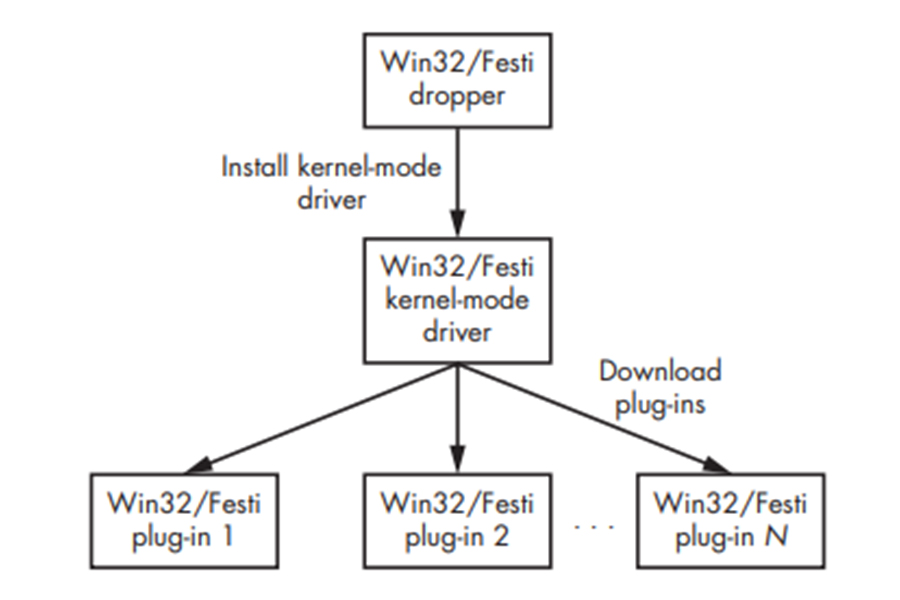 Win32/Festi
dropper
Install kernel-mode
driver
Win32/Festi
kernel-mode
driver
Download
plug-ins
Win32/Festi
plug-in 1
Win32/Festi
plug-in 2
. . .
Win32/Festi
plug-in N